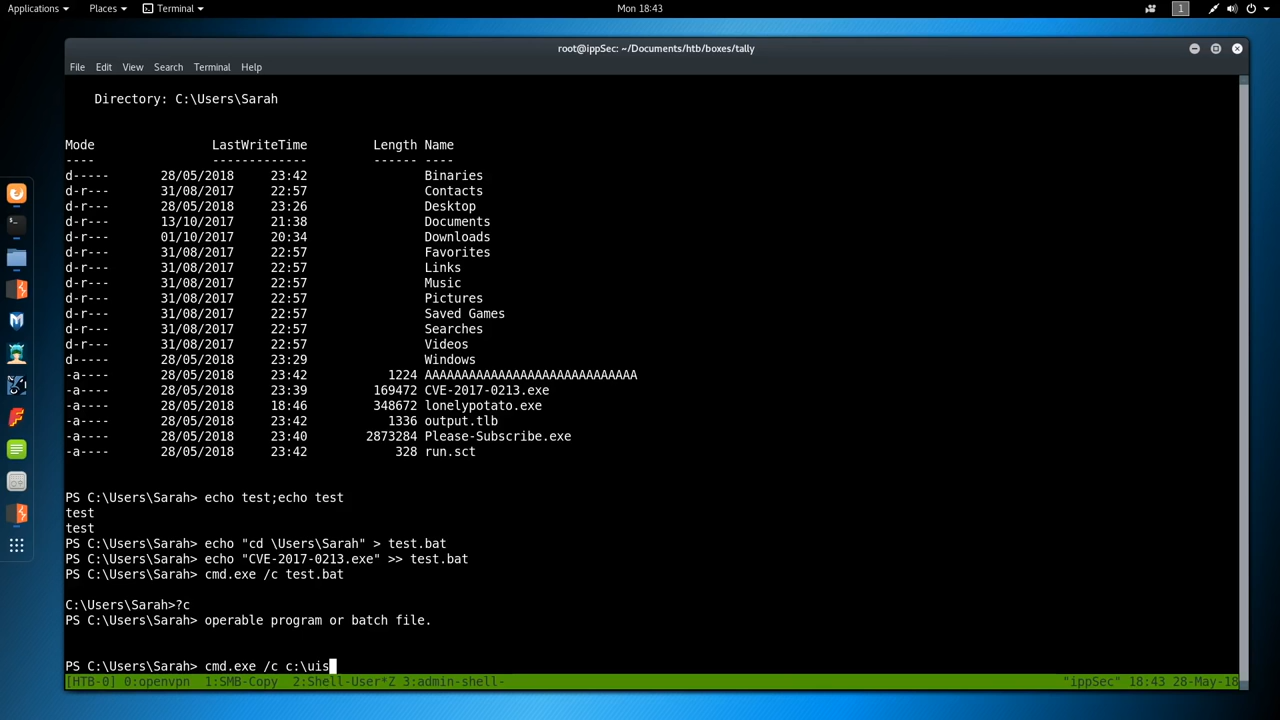 Applications Places Terminal Mon 18:43 1
root@ippSec: ~/Documents/htb/boxes/tally
File Edit View Search Terminal Help
Directory: C:\Users\Sarah
Mode LastWriteTime Length Name
---- ------------- ------ ----
d----- 28/05/2018 23:42 Binaries
d-r--- 31/08/2017 22:57 Contacts
d-r--- 28/05/2018 23:26 Desktop
d-r--- 13/10/2017 21:38 Documents
d-r--- 01/10/2017 20:34 Downloads
d-r--- 31/08/2017 22:57 Favorites
d-r--- 31/08/2017 22:57 Links
d-r--- 31/08/2017 22:57 Music
d-r--- 31/08/2017 22:57 Pictures
d-r--- 31/08/2017 22:57 Saved Games
d-r--- 31/08/2017 22:57 Searches
d-r--- 31/08/2017 22:57 Videos
d----- 28/05/2018 23:29 Windows
-a---- 28/05/2018 23:42 1224 AAAAAAAAAAAAAAAAAAAAAAAAAAAAA
-a---- 28/05/2018 23:39 169472 CVE-2017-0213.exe
-a---- 28/05/2018 18:46 348672 lonelypotato.exe
-a---- 28/05/2018 23:42 1336 output.tlb
-a---- 28/05/2018 23:40 2873284 Please-Subscribe.exe
-a---- 28/05/2018 23:42 328 run.sct
PS C:\Users\Sarah> echo test;echo test
test
test
PS C:\Users\Sarah> echo "cd \Users\Sarah" > test.bat
PS C:\Users\Sarah> echo "CVE-2017-0213.exe" >> test.bat
PS C:\Users\Sarah> cmd.exe /c test.bat
C:\Users\Sarah>?c
PS C:\Users\Sarah> operable program or batch file.
PS C:\Users\Sarah> cmd.exe /c c:\uis
[HTB-0] 0:openvpn 1:SMB-Copy 2:Shell-User*Z 3:admin-shell- "ippSec" 18:43 28-May-18